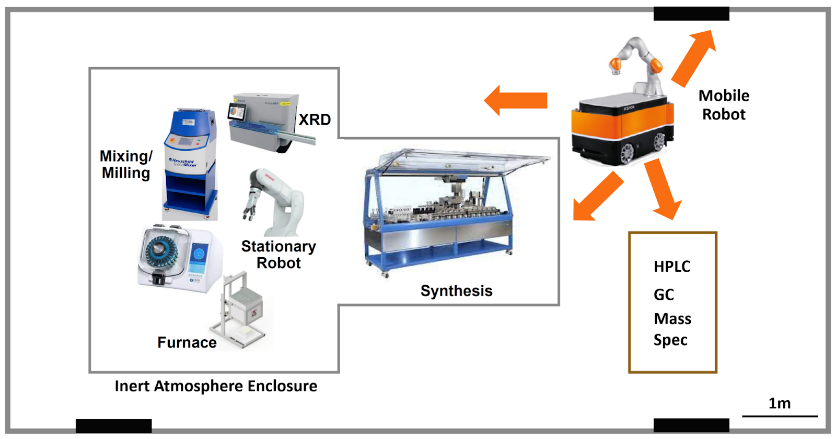 XRD
Mobile
Robot
Mixing/
Milling
Stationary
Robot
Synthesis
HPLC
GC
Mass
Spec
Furnace
Inert Atmosphere Enclosure
1m